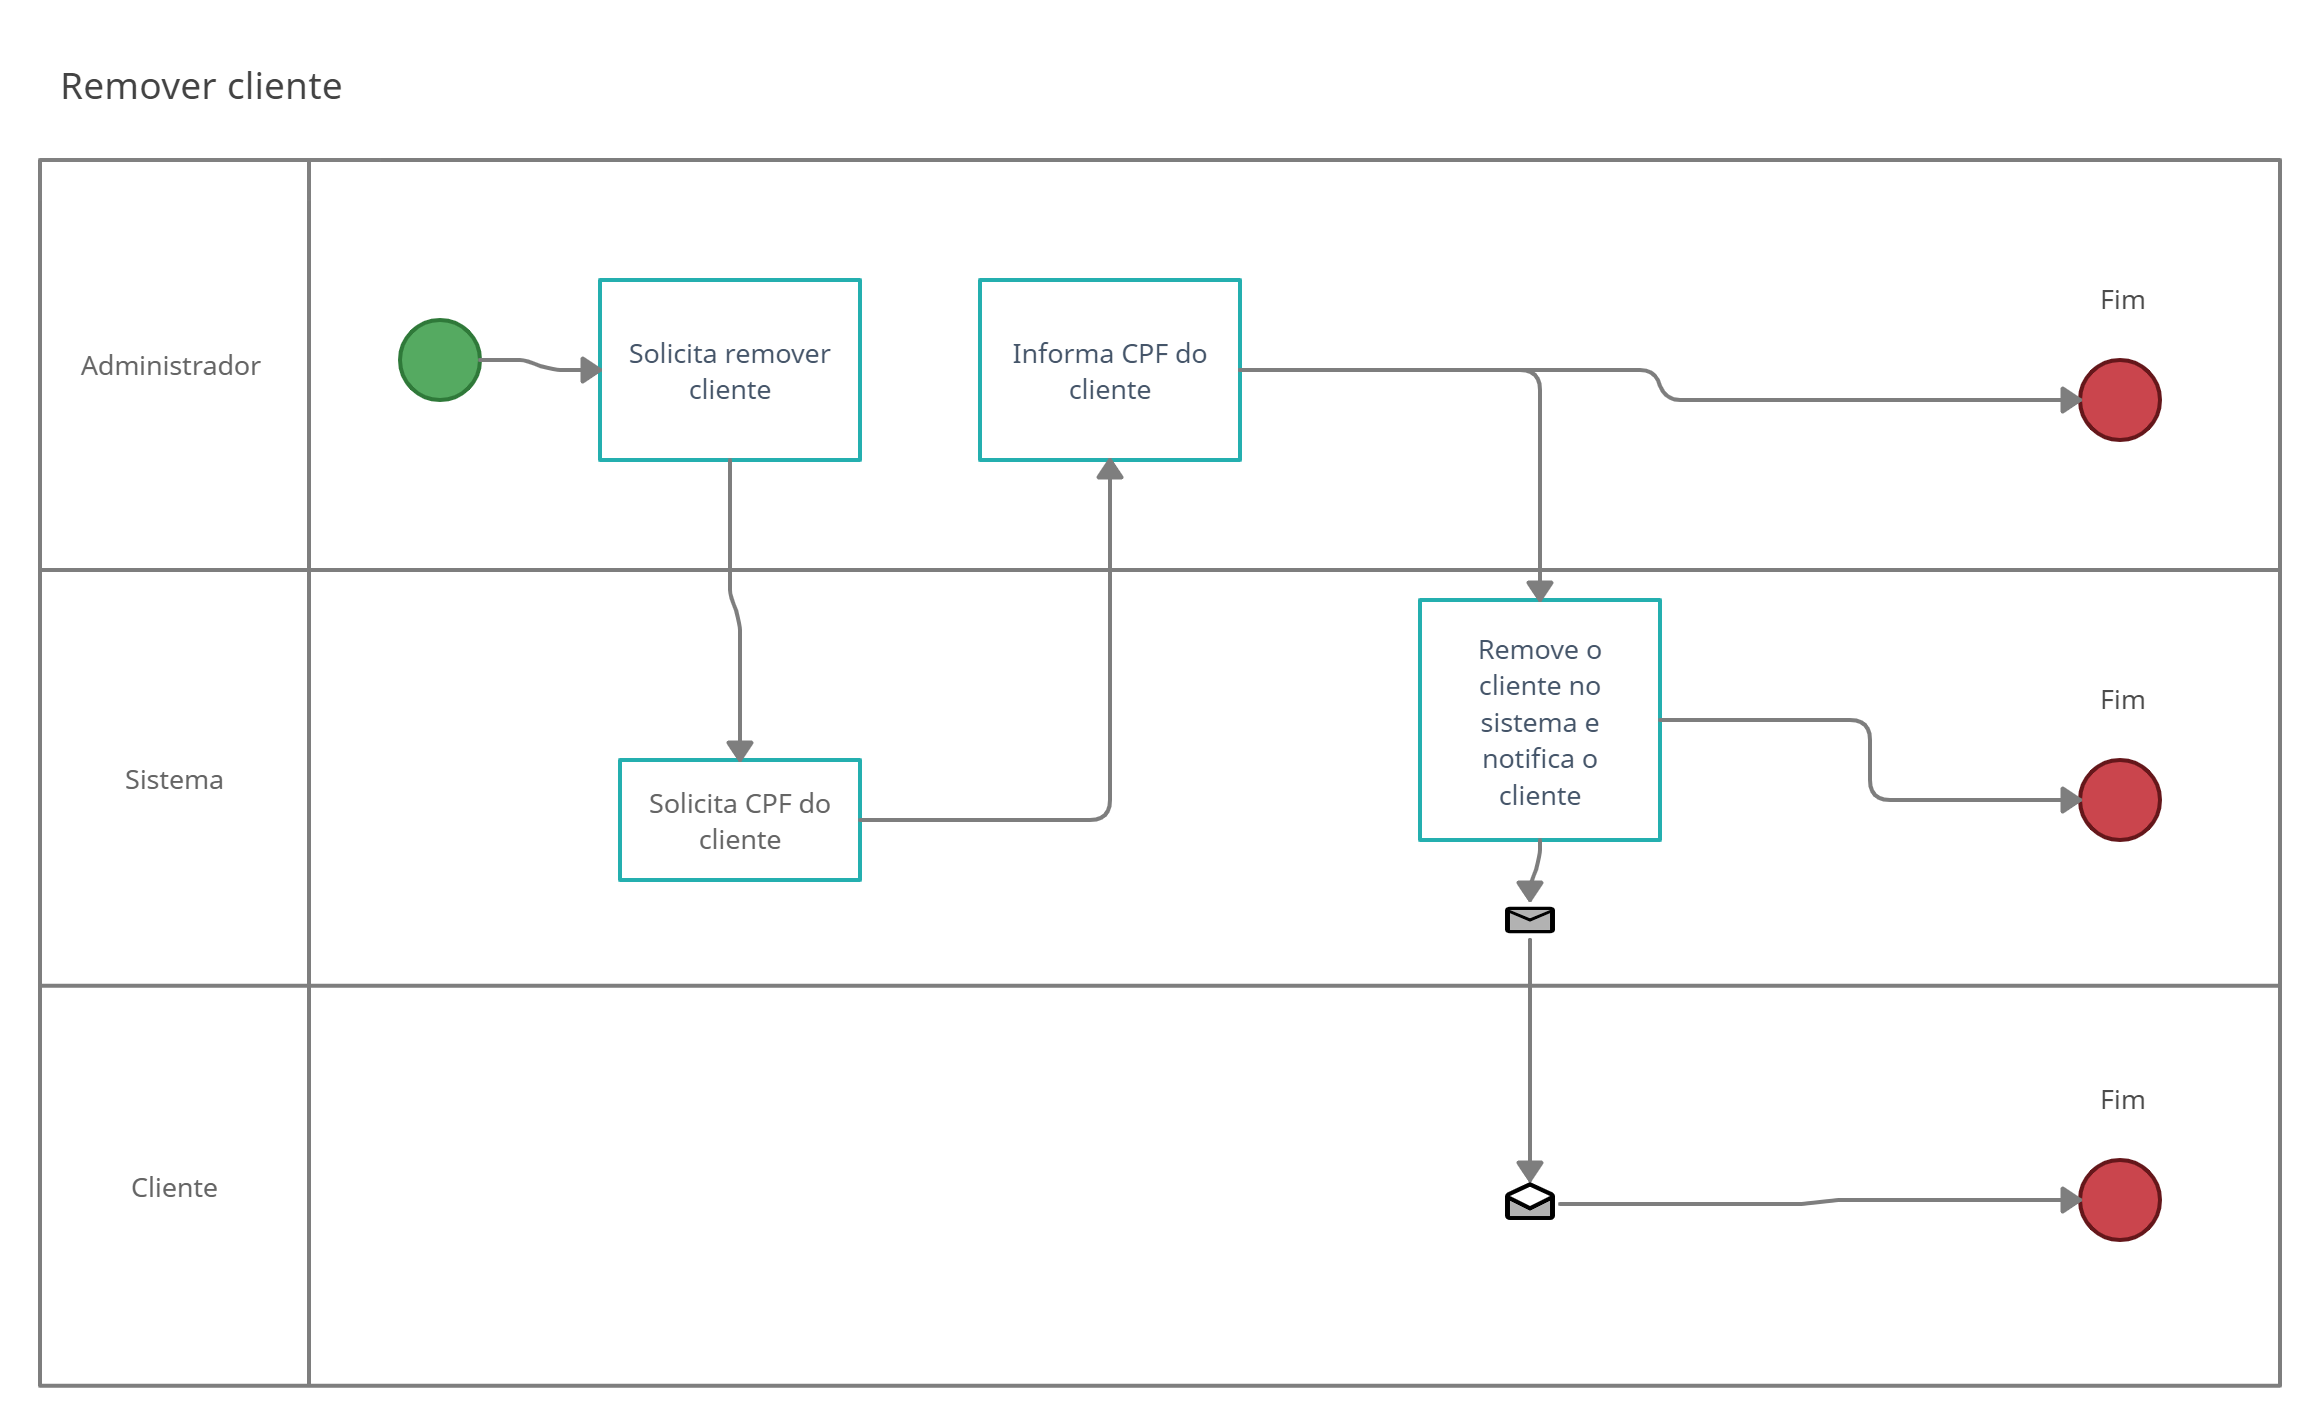 Remover cliente
Administrador
Solicita remover
cliente
Informa CPF do
cliente
Fim
Sistema
Solicita CPF do
cliente
Remove o
cliente no
sistema e
notifica o
cliente
Fim
Cliente
Fim